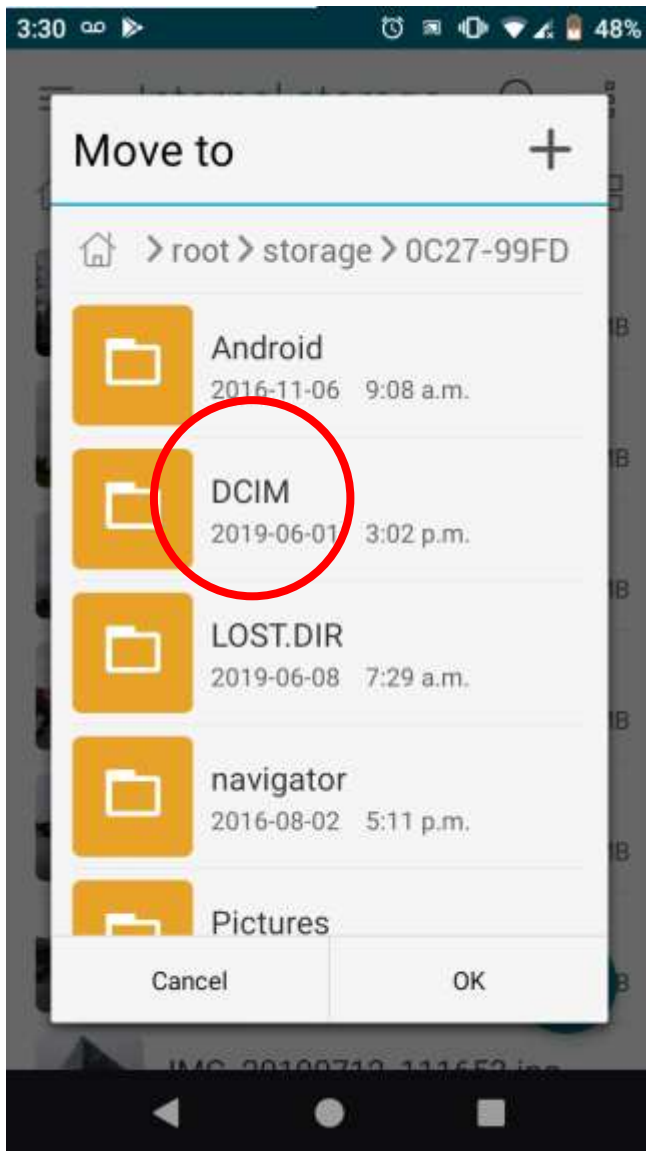 3:30 48%
Move to
root storage 0C27-99FD
Android
2016-11-06 9:08 a.m.
DCIM
2019-06-01 3:02 p.m.
LOST.DIR
2019-06-08 7:29 a.m.
navigator
2016-08-02 5:11 p.m.
Pictures
Cancel OK